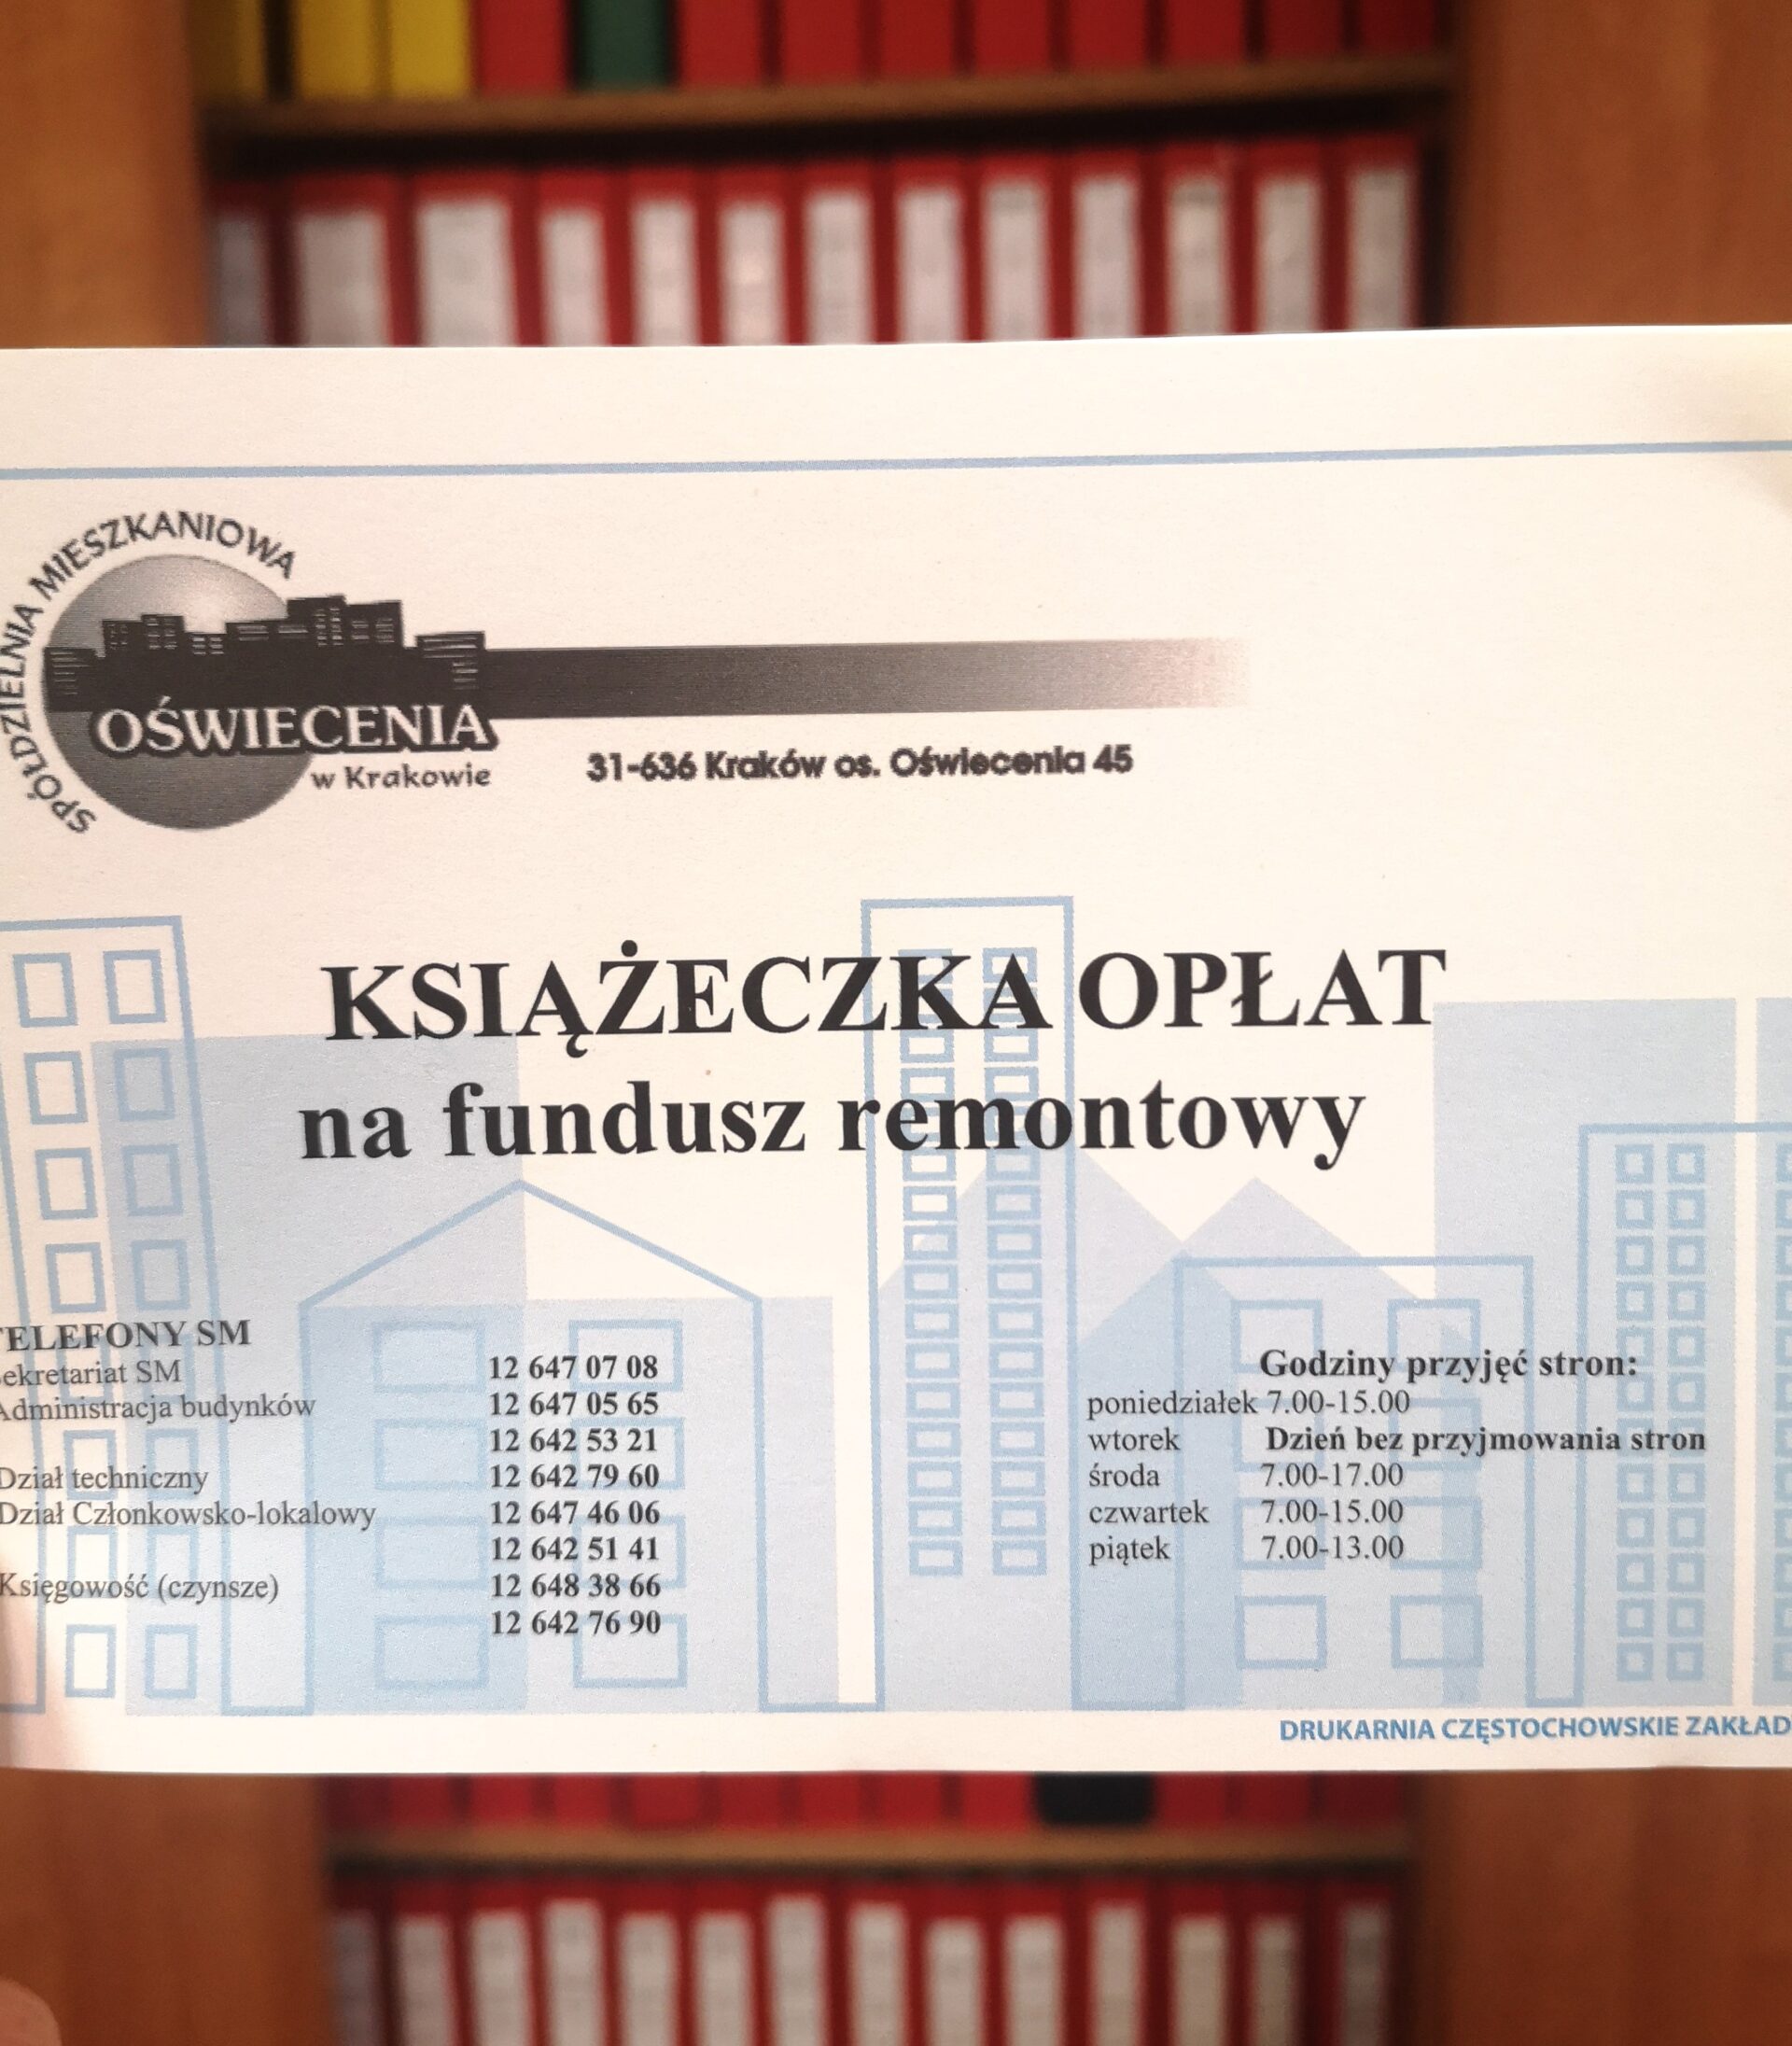 SPÓŁDZIELNIA MIESZKANIOWA
OŚWIECENIA
w Krakowie
31-636 Kraków os. Oświecenia 45
KSIĄŻECZKA OPŁAT
na fundusz remontowy
TELEFONY SM
ekretariat SM 12 647 07 08
Administracja budynków 12 647 05 65
12 642 53 21
Dział techniczny 12 642 79 60
Dział Członkowsko-lokalowy 12 647 46 06
12 642 51 41
Księgowość (czynsze) 12 648 38 66
12 642 76 90
Godziny przyjęć stron:
poniedziałek 7.00-15.00
wtorek Dzień bez przyjmowania stron
środa 7.00-17.00
czwartek 7.00-15.00
piątek 7.00-13.00
DRUKARNIA CZĘSTOCHOWSKIE ZAKŁAD